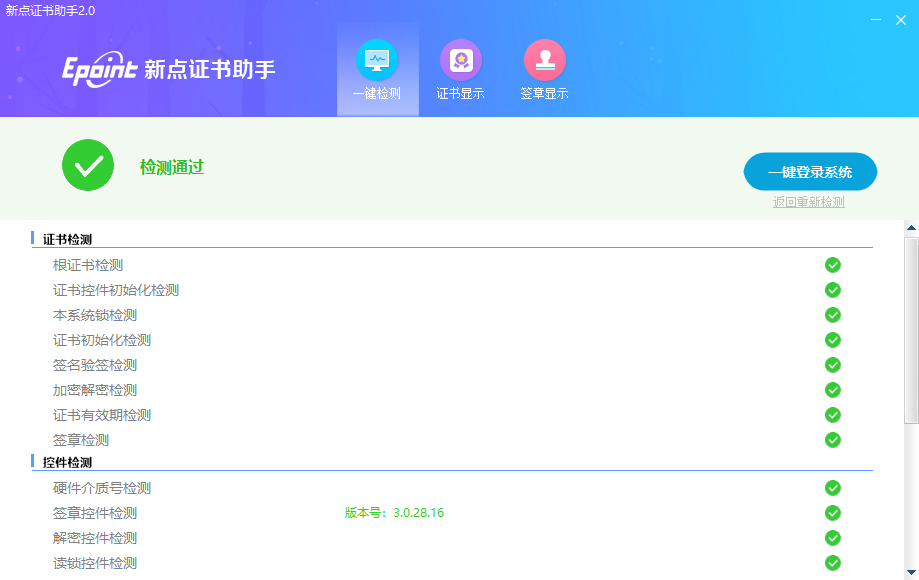 新点证书助手2.0
Epoint 新点证书助手
一键检测
证书显示
签章显示
检测通过
一键登录系统
返回重新检测
证书检测
根证书检测
证书控件初始化检测
本系统锁检测
证书初始化检测
签名验签检测
加密解密检测
证书有效期检测
签章检测
控件检测
硬件介质号检测
签章控件检测 版本号：3.0.28.16
解密控件检测
读锁控件检测